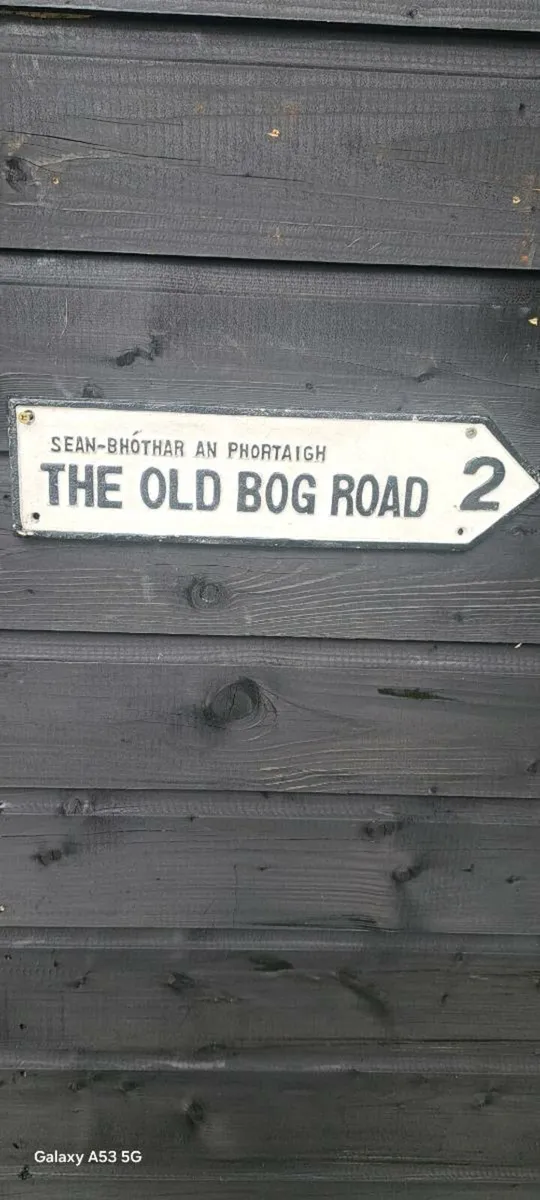 SEAN-BHÓTHAR AN PHORTAIGH
THE OLD BOG ROAD 2
Galaxy A53 5G